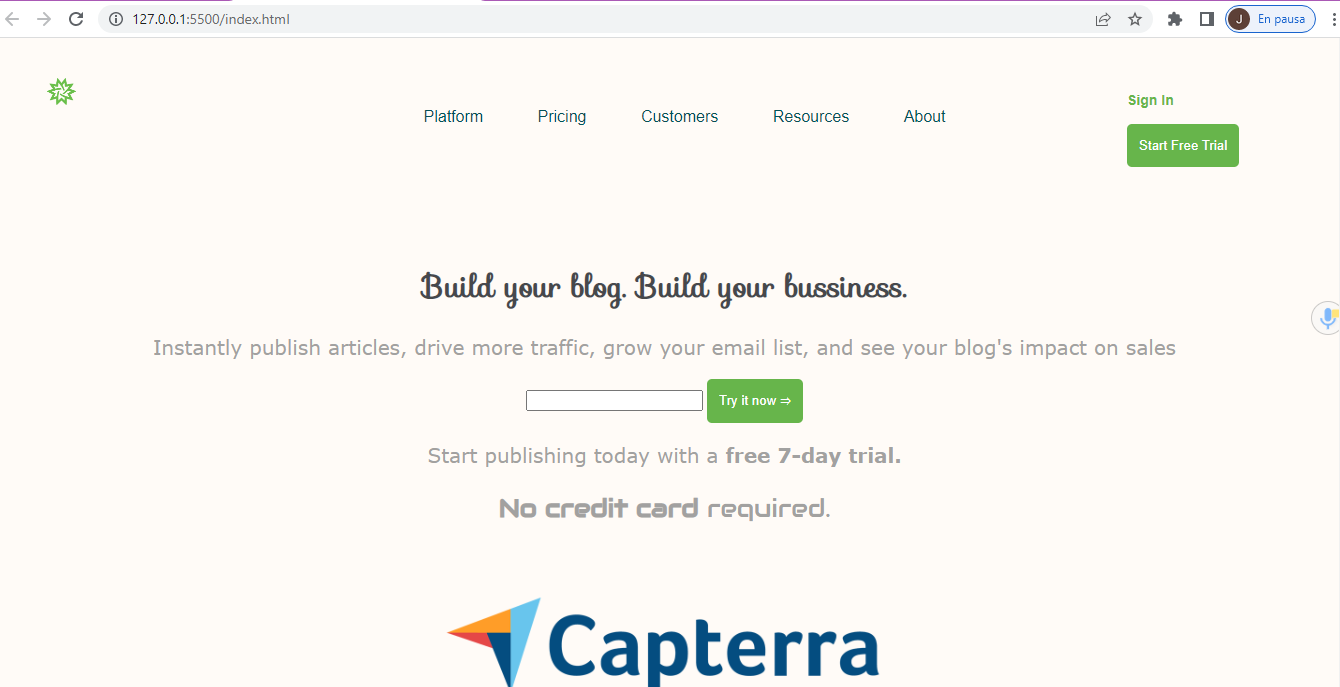 127.0.0.1:5500/index.html
J En pausa
Platform Pricing Customers Resources About
Sign In
Start Free Trial
Build your blog. Build your bussiness.
Instantly publish articles, drive more traffic, grow your email list, and see your blog's impact on sales
Try it now ⇒
Start publishing today with a free 7-day trial.
No credit card required.
Capterra